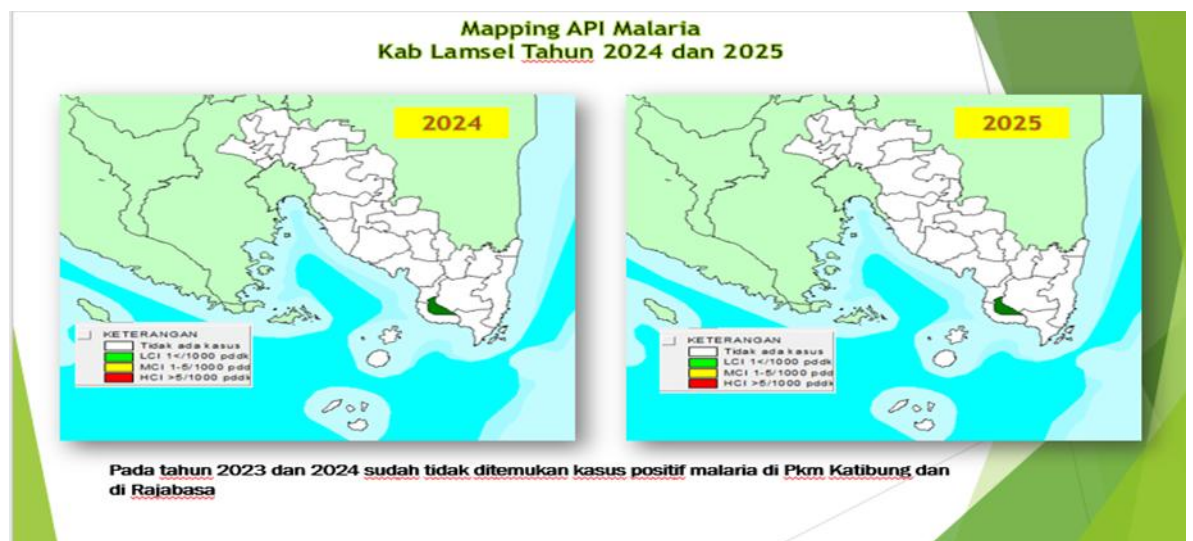 Mapping API Malaria
Kab Lamsel Tahun 2024 dan 2025
2024
KETERANGAN
Tidak ada kasus
LCI 1</1000 pddk
MCI 1-5/1000 pdd
HCI >5/1000 pddk
2025
KETERANGAN
Tidak ada kasus
LCI 1</1000 pddk
MCI 1-5/1000 pdd
HCI >5/1000 pddk
Pada tahun 2023 dan 2024 sudah tidak ditemukan kasus positif malaria di Pkm Katibung dan
di Rajabasa